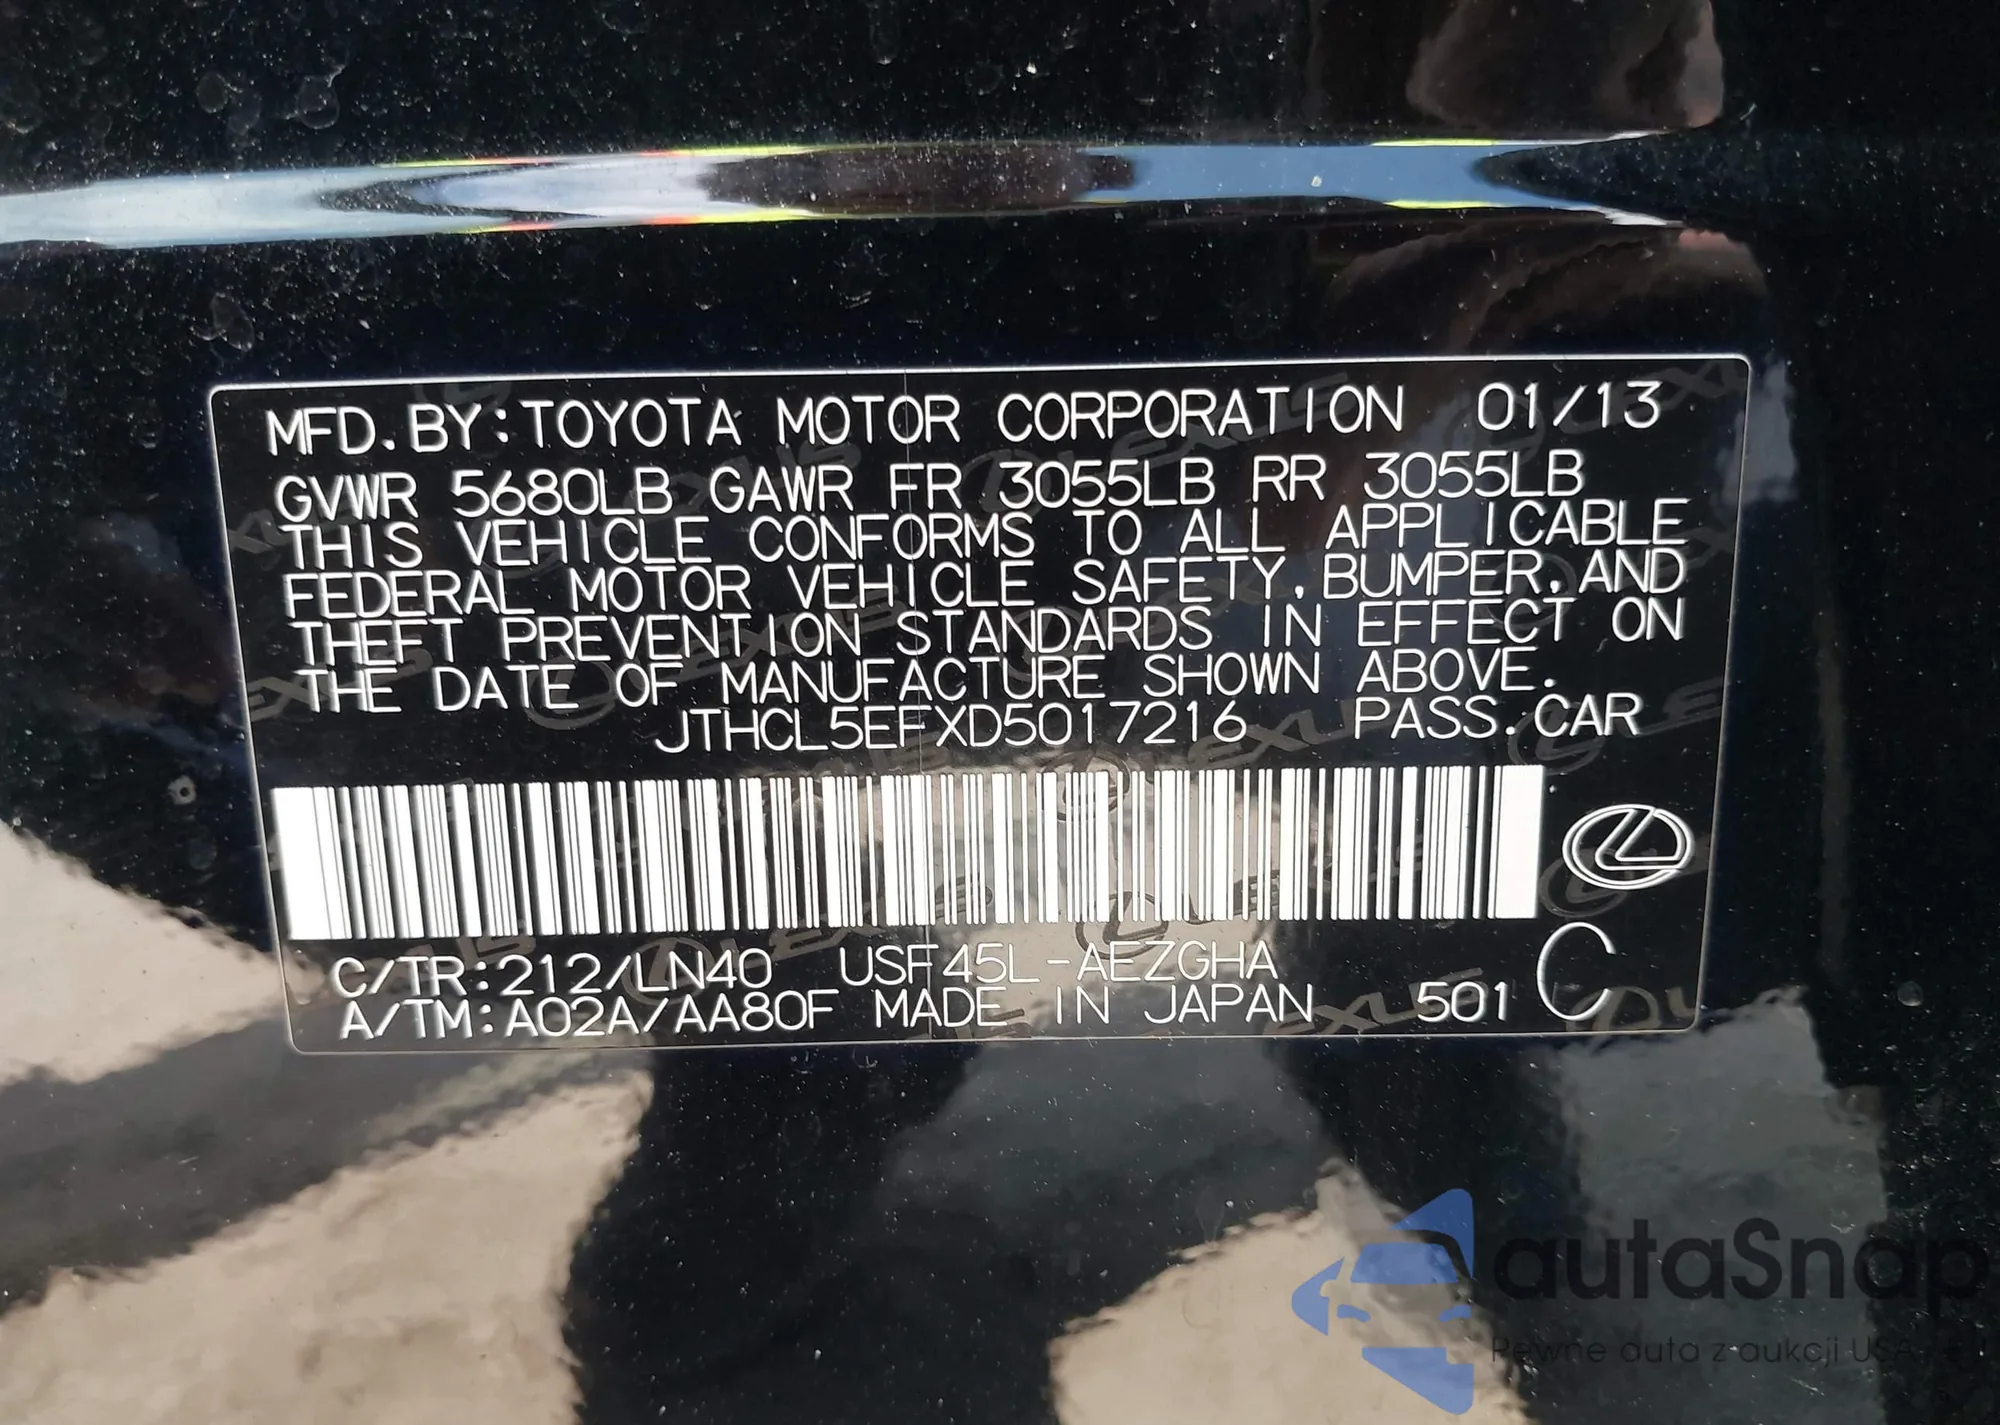 MFD.BY:TOYOTA MOTOR CORPORATION 01/13
GVWR 5680LB GAWR FR 3055LB RR 3055LB
THIS VEHICLE CONFORMS TO ALL APPLICABLE
FEDERAL MOTOR VEHICLE SAFETY,BUMPER,AND
THEFT PREVENTION STANDARDS IN EFFECT ON
THE DATE OF MANUFACTURE SHOWN ABOVE.
JTHCL5EFXD5017216 PASS.CAR
C/TR:212/LN40 USF45L-AEZGHA
A/TM:A02A/AA80F MADE IN JAPAN 501 C
autaSnap
Pewne auta z aukcji USA